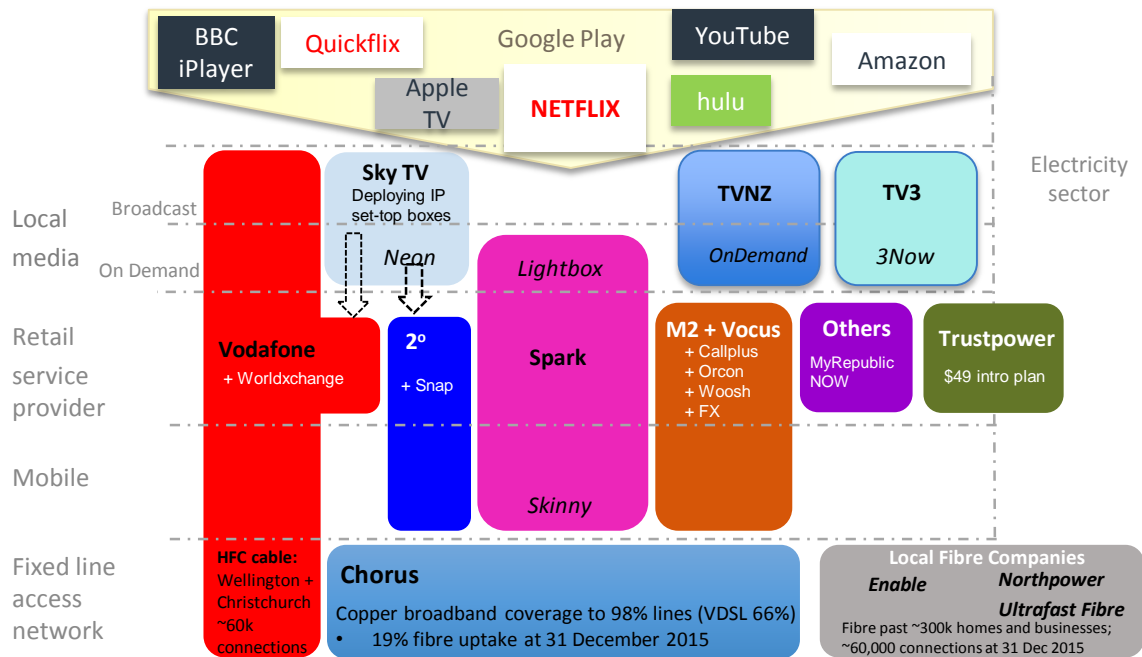 BBC
iPlayer
Quickflix
Google Play
YouTube
Amazon
Apple
TV
NETFLIX
hulu
Electricity
sector
Local
media
Broadcast
On Demand
Sky TV
Deploying IP
set-top boxes
Neon
TVNZ
OnDemand
TV3
3Now
Lightbox
Retail
service
provider
Vodafone
+ Worldxchange
2º
+ Snap
Spark
M2 + Vocus
+ Callplus
+ Orcon
+ Woosh
+ FX
Others
MyRepublic
NOW
Trustpower
$49 intro plan
Mobile
Skinny
Fixed line
access
network
HFC cable:
Wellington +
Christchurch
~60k
connections
Chorus
Copper broadband coverage to 98% lines (VDSL 66%)
• 19% fibre uptake at 31 December 2015
Local Fibre Companies
Enable
Northpower
Ultrafast Fibre
Fibre past ~300k homes and businesses;
~60,000 connections at 31 Dec 2015